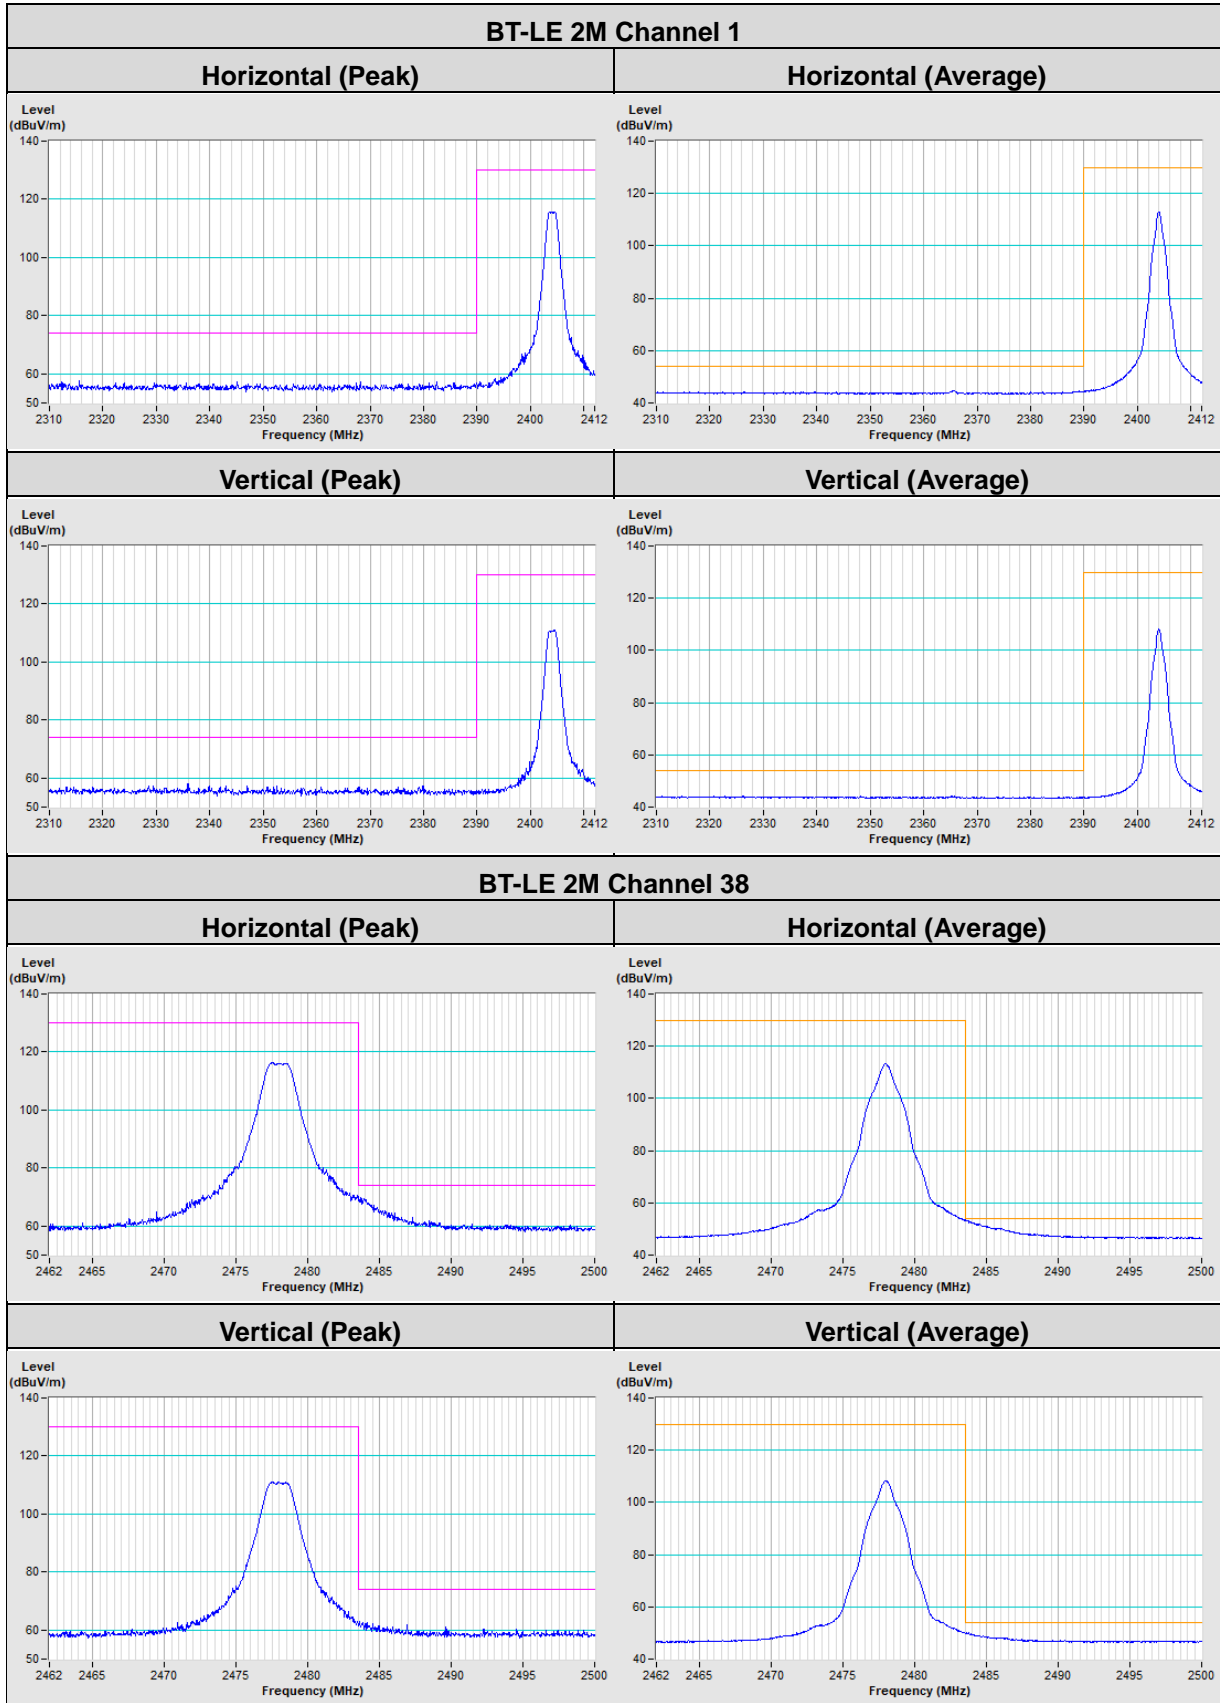 BT-LE 2M Channel 1
Horizontal (Peak)
Horizontal (Average)
Level
(dBuV/m)
140
120
100
80
60
50
2310 2320 2330 2340 2350 2360 2370 2380 2390 2400 2412
Frequency (MHz)
Level
(dBuV/m)
140
120
100
80
60
40
2310 2320 2330 2340 2350 2360 2370 2380 2390 2400 2412
Frequency (MHz)
Vertical (Peak)
Vertical (Average)
Level
(dBuV/m)
140
120
100
80
60
50
2310 2320 2330 2340 2350 2360 2370 2380 2390 2400 2412
Frequency (MHz)
Level
(dBuV/m)
140
120
100
80
60
40
2310 2320 2330 2340 2350 2360 2370 2380 2390 2400 2412
Frequency (MHz)
BT-LE 2M Channel 38
Horizontal (Peak)
Horizontal (Average)
Level
(dBuV/m)
140
120
100
80
60
50
2462 2465 2470 2475 2480 2485 2490 2495 2500
Frequency (MHz)
Level
(dBuV/m)
140
120
100
80
60
40
2462 2465 2470 2475 2480 2485 2490 2495 2500
Frequency (MHz)
Vertical (Peak)
Vertical (Average)
Level
(dBuV/m)
140
120
100
80
60
50
2462 2465 2470 2475 2480 2485 2490 2495 2500
Frequency (MHz)
Level
(dBuV/m)
140
120
100
80
60
40
2462 2465 2470 2475 2480 2485 2490 2495 2500
Frequency (MHz)